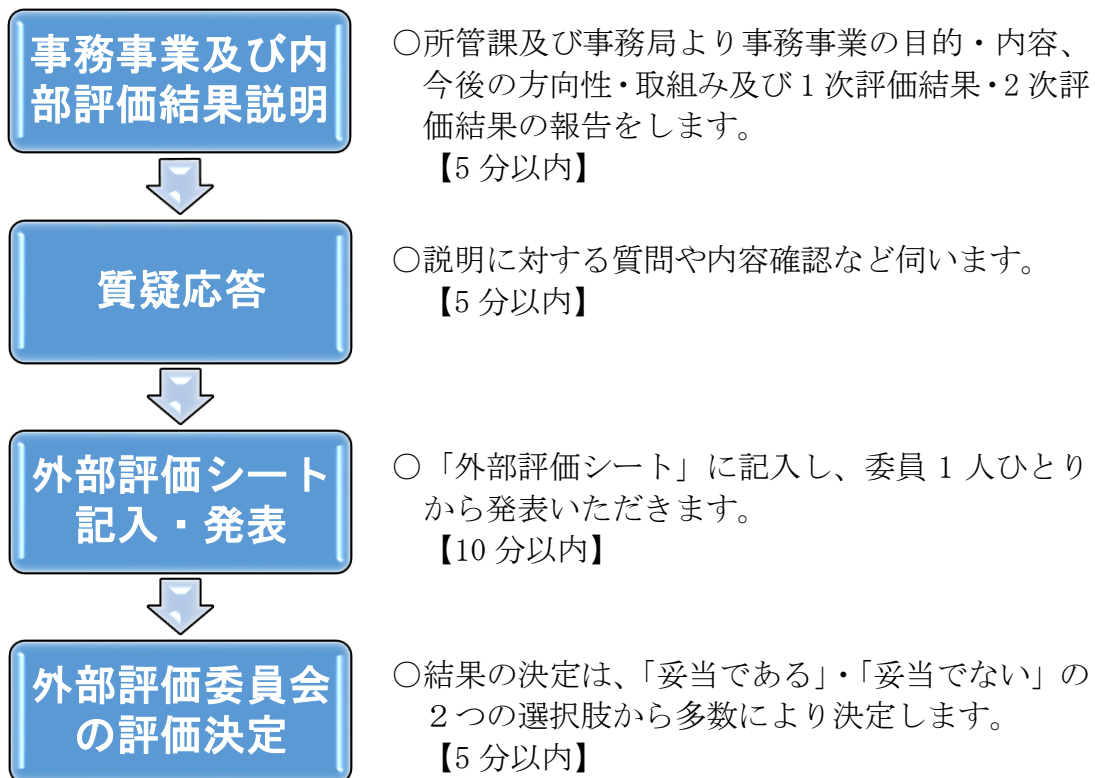 事務事業及び内
部評価結果説明
○所管課及び事務局より事務事業の目的・内容、
今後の方向性・取組み及び1次評価結果・2次評
価結果の報告をします。
【5分以内】
質疑応答
○説明に対する質問や内容確認など伺います。
【5分以内】
外部評価シート
記入・発表
○「外部評価シート」に記入し、委員1人ひとり
から発表いただきます。
【10分以内】
外部評価委員会
の評価決定
○結果の決定は、「妥当である」・「妥当でない」の
２つの選択肢から多数により決定します。
【5分以内】